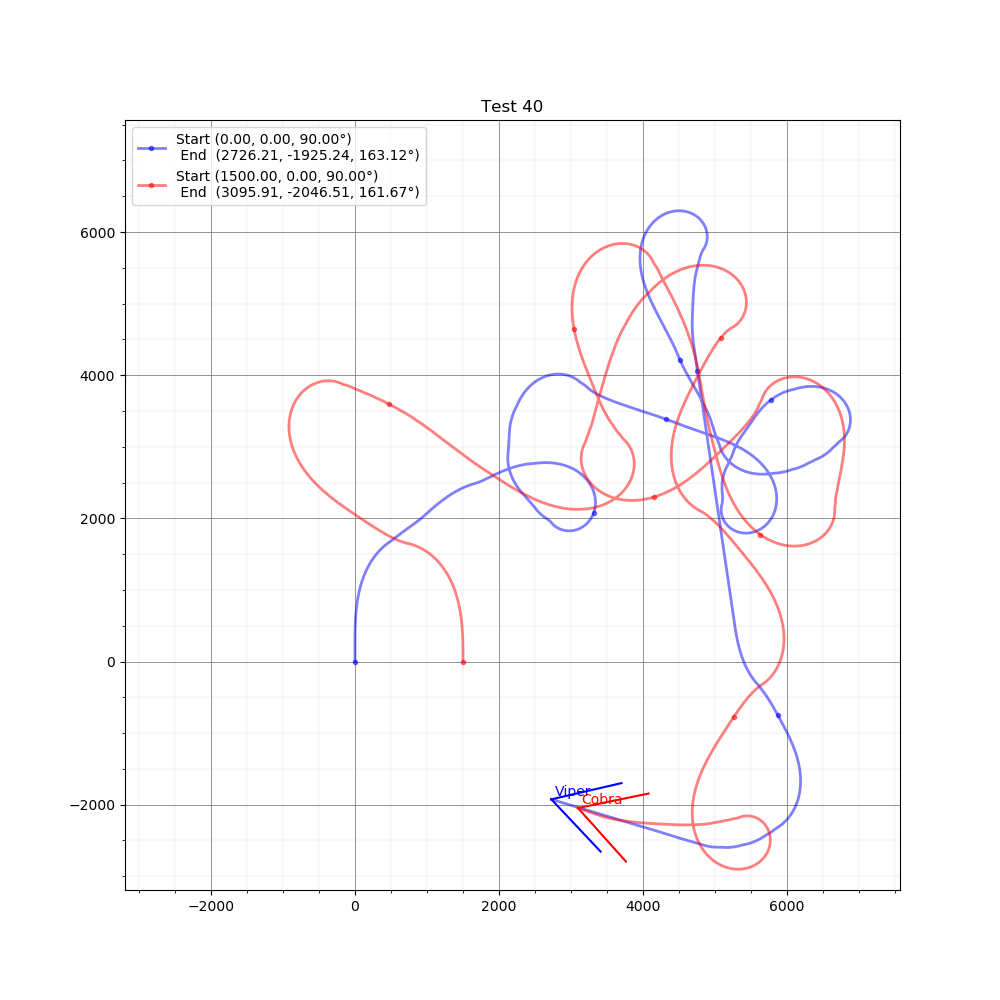 Test 40
Start (0.00, 0.00, 90.00°)
End  (2726.21, -1925.24, 163.12°)
Start (1500.00, 0.00, 90.00°)
End  (3095.91, -2046.51, 161.67°)
6000
4000
2000
0
−2000
Viper
Cobra
−2000
0
2000
4000
6000